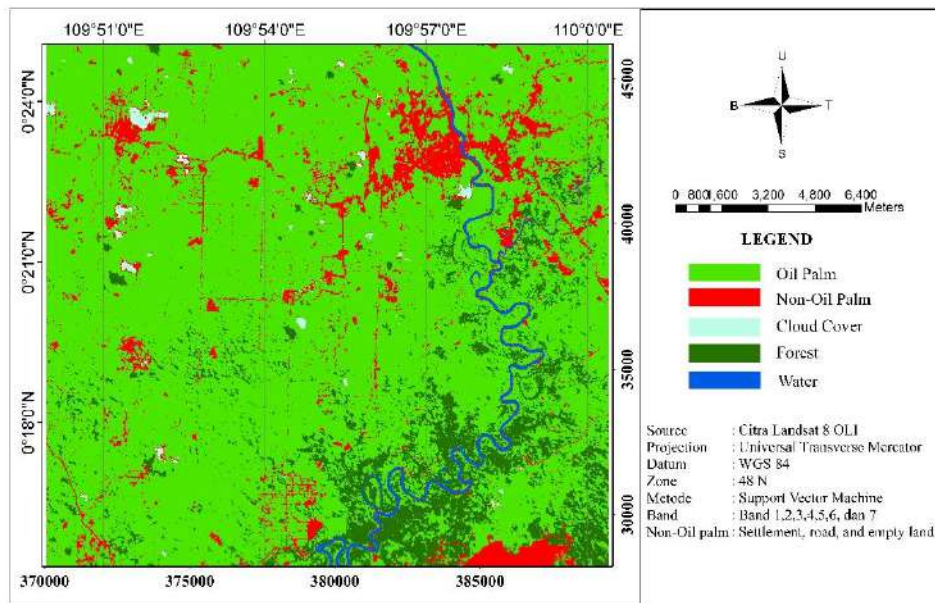 109°51'0"E 109°54'0"E 109°57'0"E 110°0'0"E
0°24'0"N
0°21'0"N
0°18'0"N
45000
40000
35000
30000
370000 375000 380000 385000
U
B T
S
0 800 1,600 3,200 4,800 6,400
Meters
LEGEND
Oil Palm
Non-Oil Palm
Cloud Cover
Forest
Water
Source : Citra Landsat 8 OLI
Projection : Universal Transverse Mercator
Datum : WGS 84
Zone : 48 N
Metode : Support Vector Machine
Band : Band 1,2,3,4,5,6, dan 7
Non-Oil palm : Settlement, road, and empty land